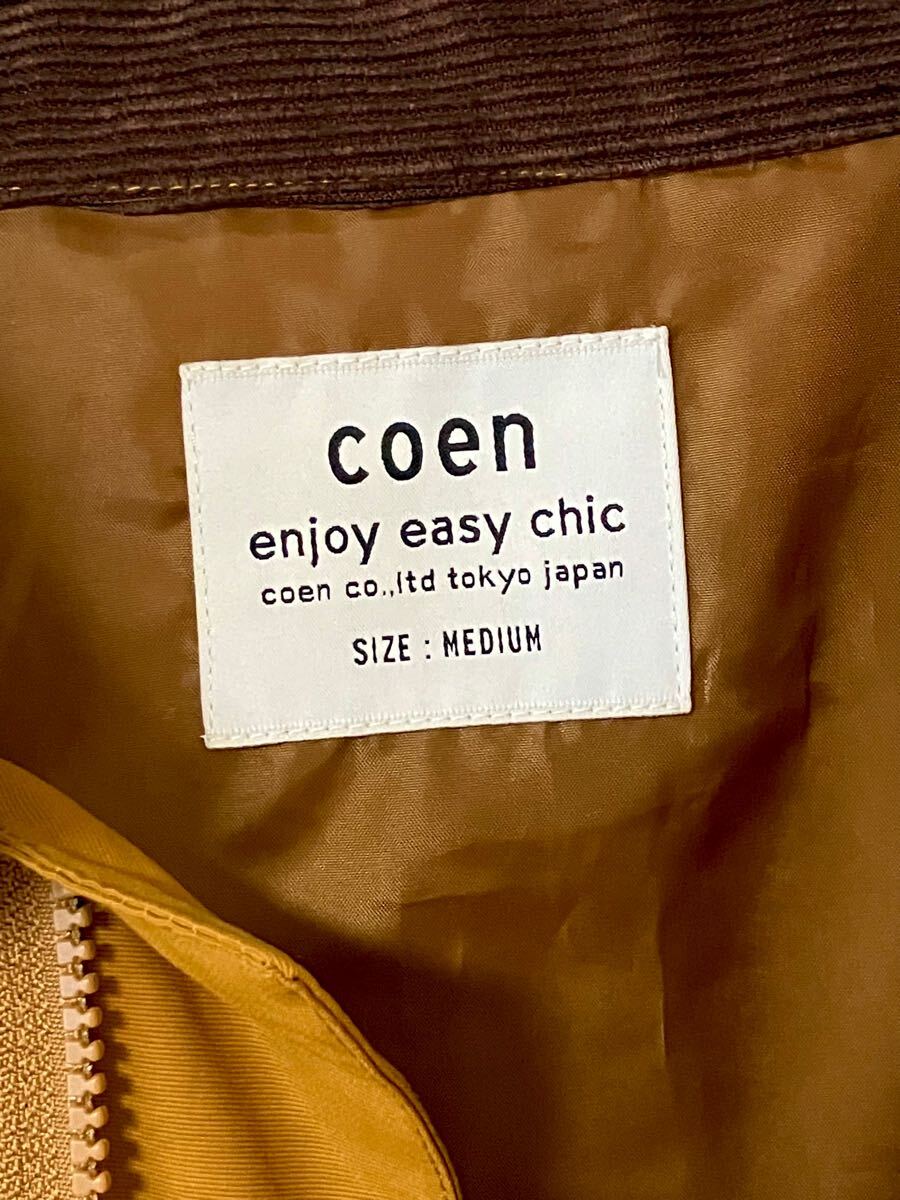 coen
enjoy easy chic
coen co.,ltd tokyo japan
SIZE : MEDIUM